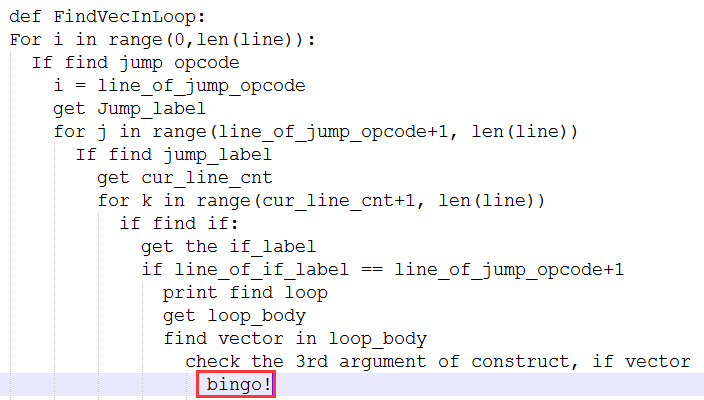 def FindVecInLoop:
For i in range(0,len(line)):
If find jump opcode
i = line_of_jump_opcode
get Jump_label
for j in range(line_of_jump_opcode+1, len(line))
If find jump_label
get cur_line_cnt
for k in range(cur_line_cnt+1, len(line))
if find if:
get the if_label
if line_of_if_label == line_of_jump_opcode+1
print find loop
get loop_body
find vector in loop_body
check the 3rd argument of construct, if vector
bingo!